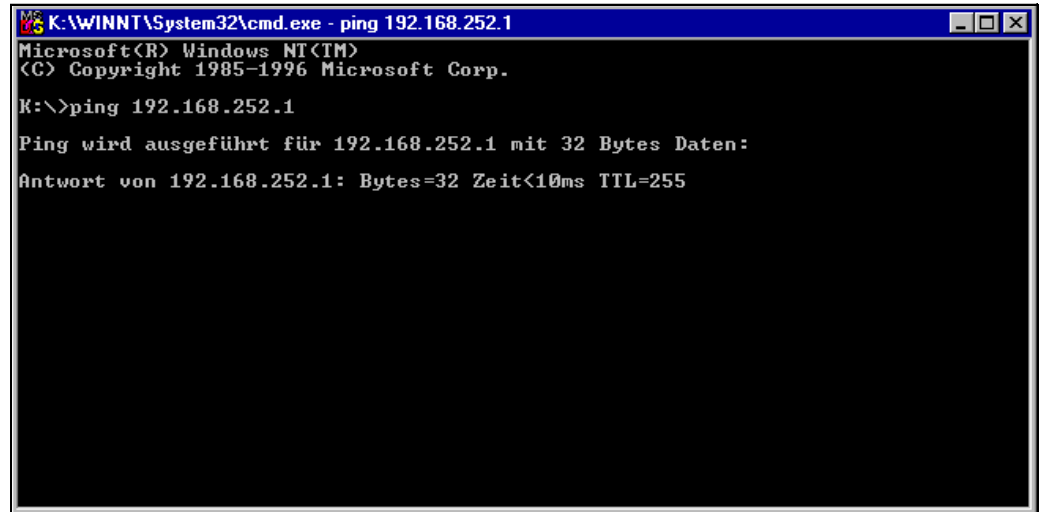 K:\WINNT\System32\cmd.exe - ping 192.168.252.1
Microsoft(R) Windows NT(TM)
(C) Copyright 1985-1996 Microsoft Corp.
K:\>ping 192.168.252.1
Ping wird ausgeführt für 192.168.252.1 mit 32 Bytes Daten:
Antwort von 192.168.252.1: Bytes=32 Zeit<10ms TTL=255